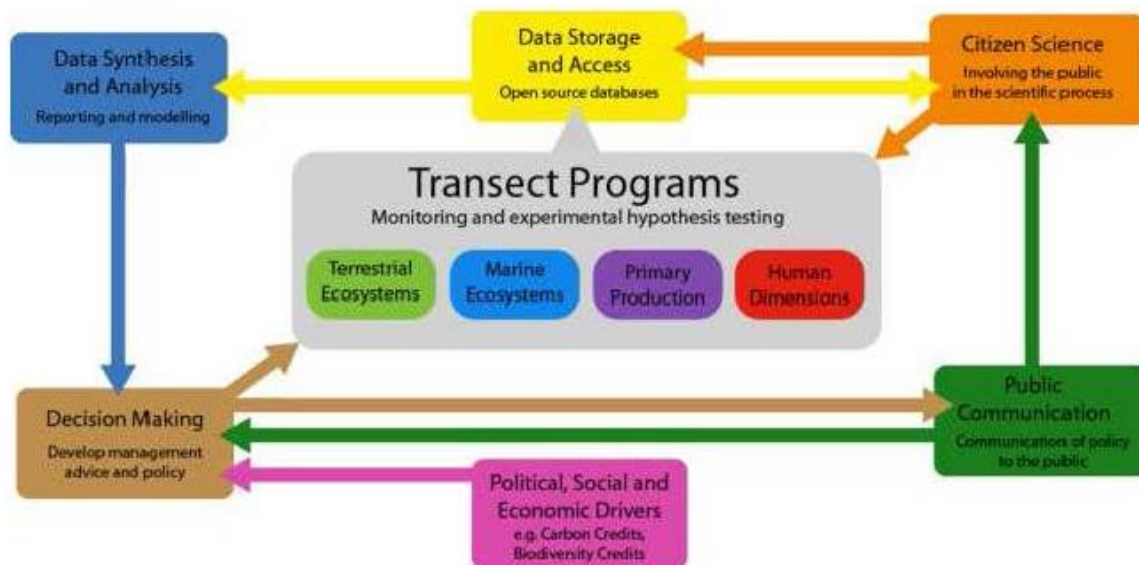 Data Synthesis
and Analysis
Reporting and modelling
Data Storage
and Access
Open source databases
Citizen Science
Involving the public
in the scientific process
Transect Programs
Monitoring and experimental hypothesis testing
Terrestrial
Ecosystems
Marine
Ecosystems
Primary
Production
Human
Dimensions
Decision Making
Develop management
advice and policy
Public
Communication
Communication of policy
to the public
Political, Social and
Economic Drivers
e.g. Carbon Credits,
Biodiversity Credits